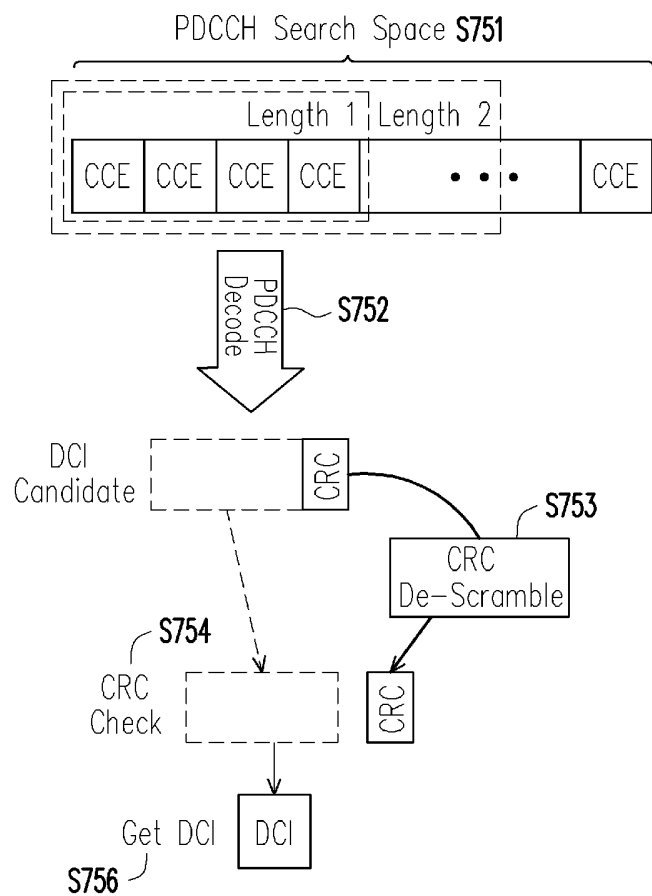 PDCCH Search Space S751
Length 1 Length 2
CCE CCE CCE CCE • • • CCE
PDCCH
Decode
S752
DCI
Candidate
CRC
S753
CRC
De-Scramble
S754
CRC
Check
CRC
Get DCI
DCI
S756